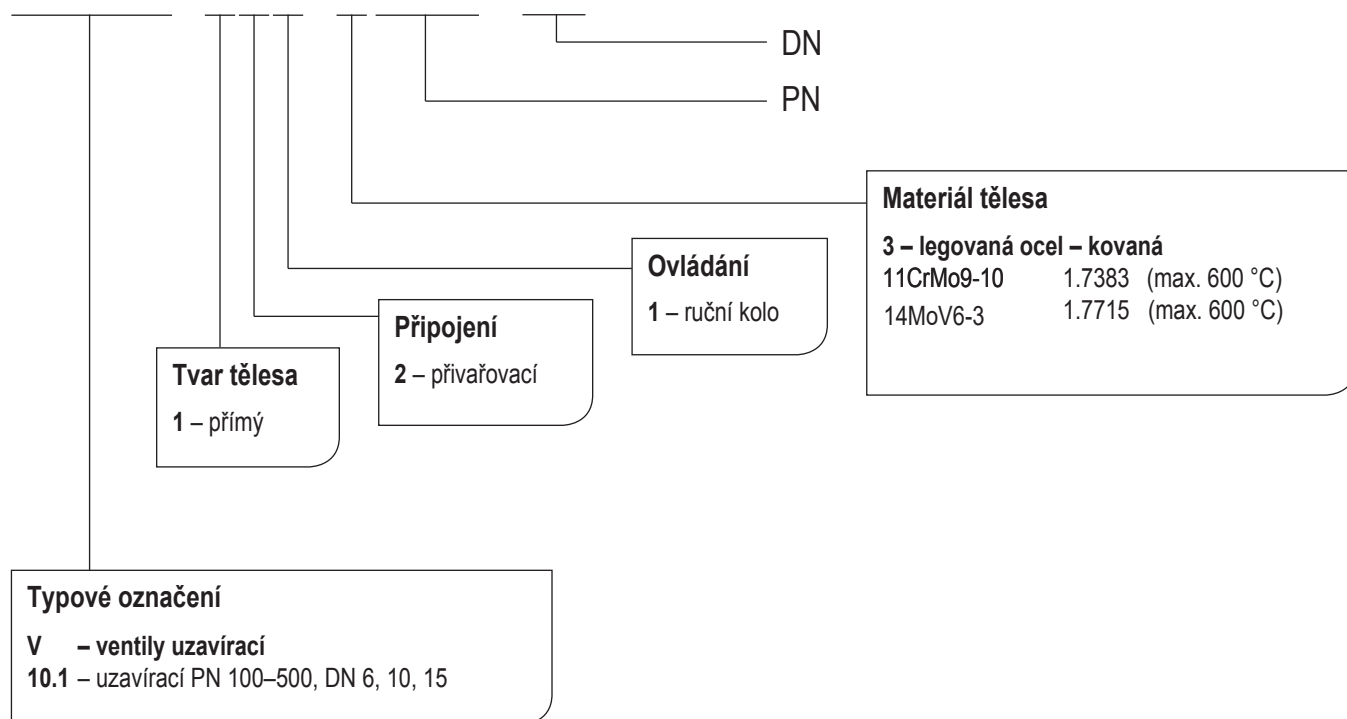 DN
PN
Materiál tělesa
3 – legovaná ocel – kovaná
11CrMo9-10 1.7383 (max. 600 °C)
14MoV6-3 1.7715 (max. 600 °C)
Ovládání
1 – ruční kolo
Připojení
2 – přivařovací
Tvar tělesa
1 – přímý
Typové označení
V – ventily uzavírací
10.1 – uzavírací PN 100–500, DN 6, 10, 15